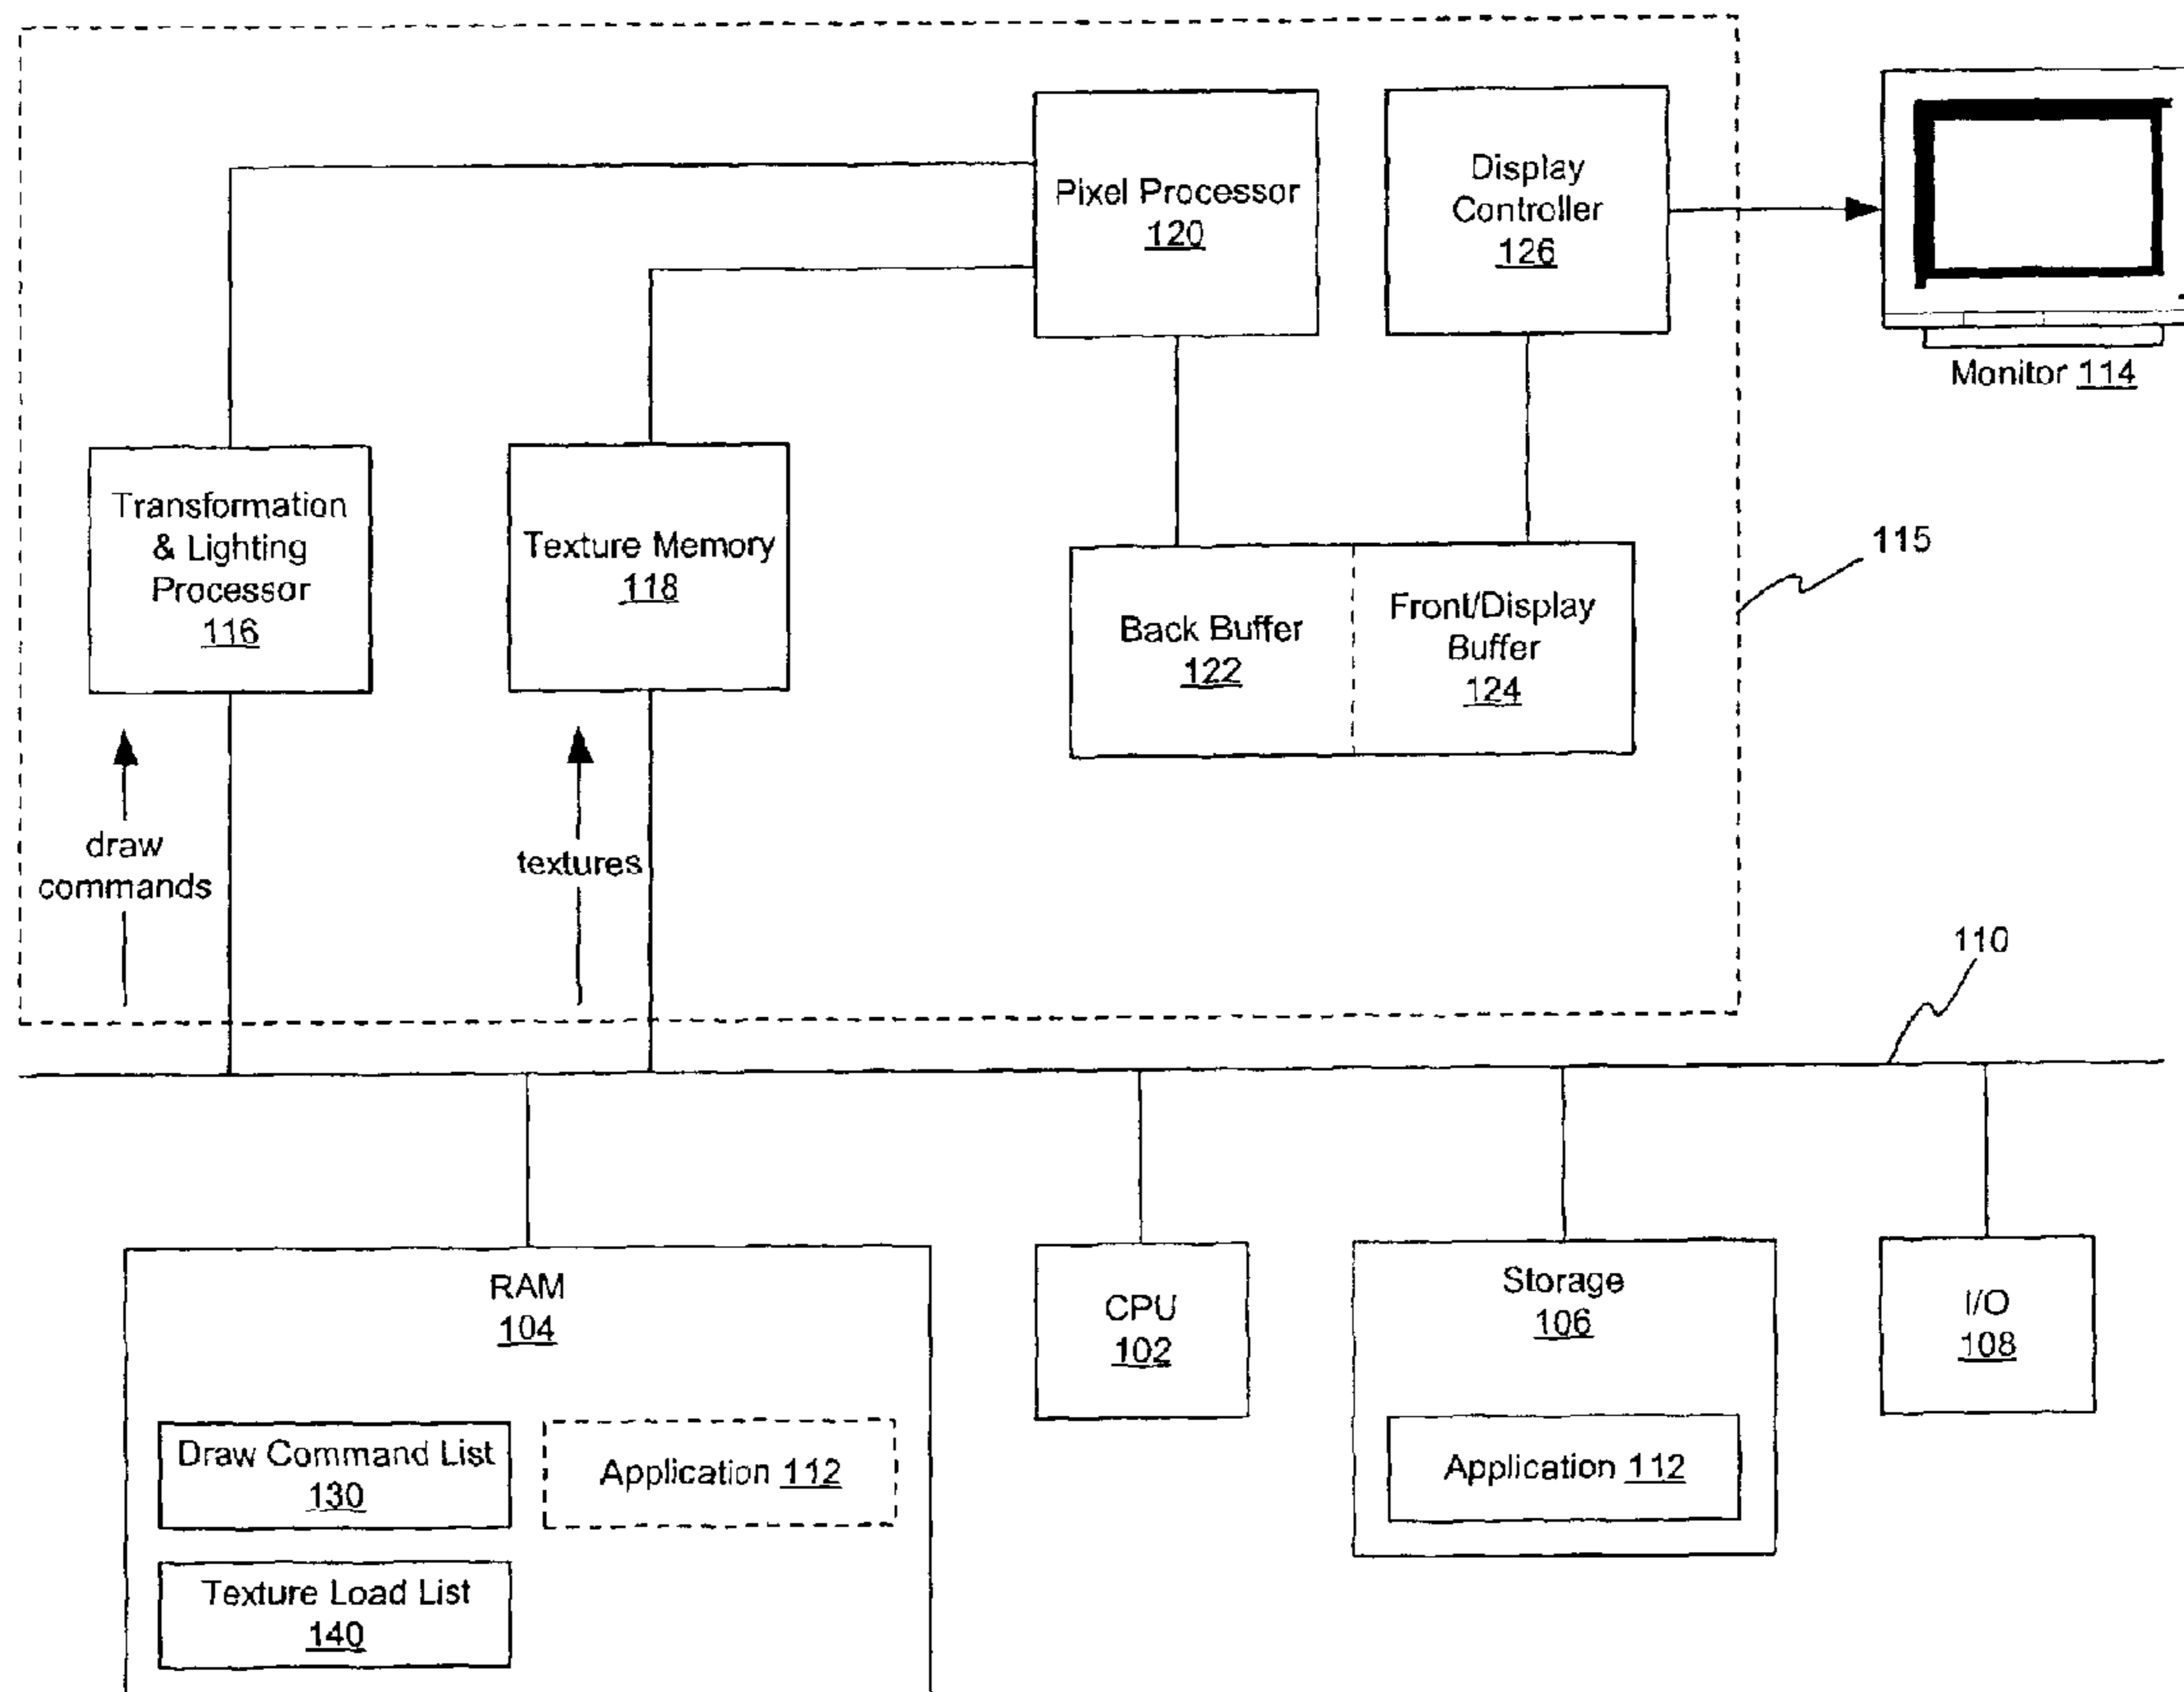 Pixel Processor
120
Display
Controller
126
Monitor 114
Transformation
& Lighting
Processor
116
Texture Memory
118
Back Buffer
122
Front/Display
Buffer
124
115
draw
commands
textures
110
RAM
104
Draw Command List
130
Application 112
Texture Load List
140
CPU
102
Storage
106
Application 112
I/O
108